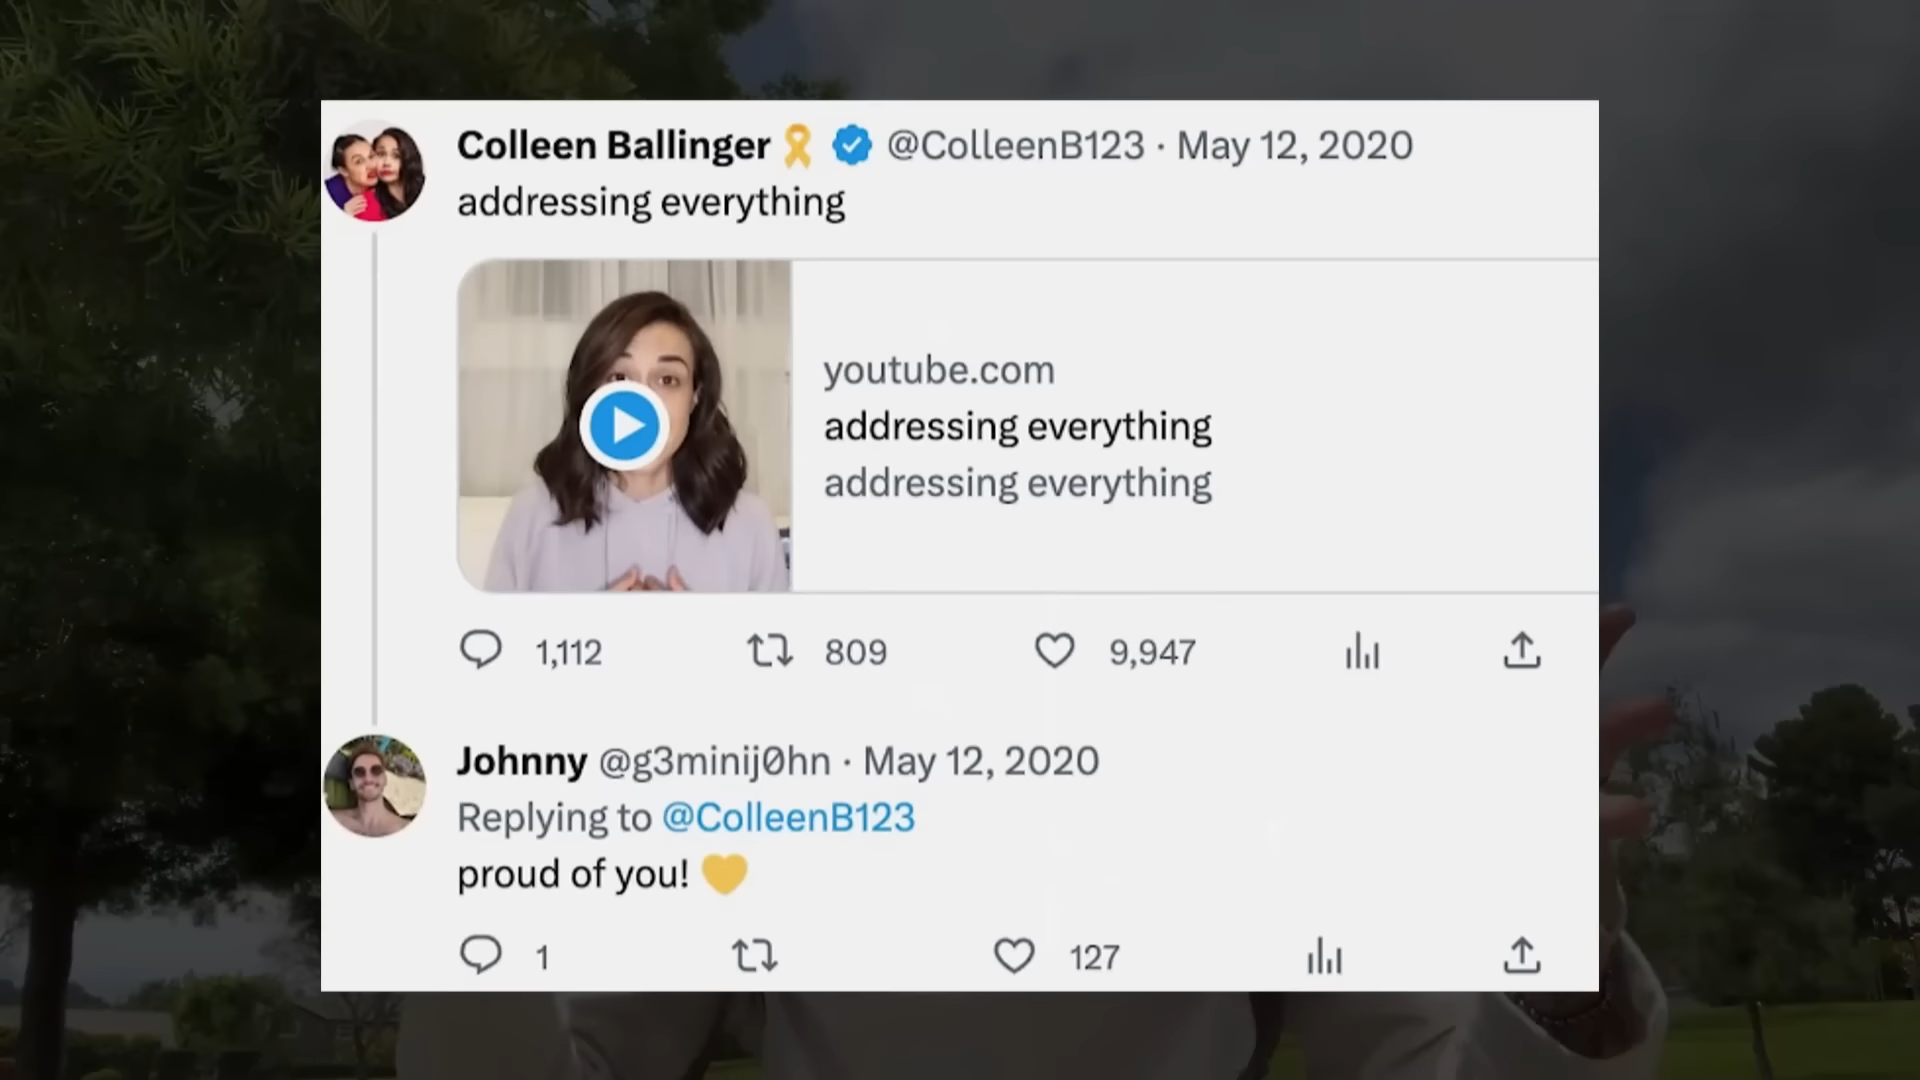 Colleen Ballinger 🎗️ @ColleenB123 · May 12, 2020
addressing everything
youtube.com
addressing everything
addressing everything
1,112 809 9,947
Johnny @g3minij0hn · May 12, 2020
Replying to @ColleenB123
proud of you! 💛
1 127